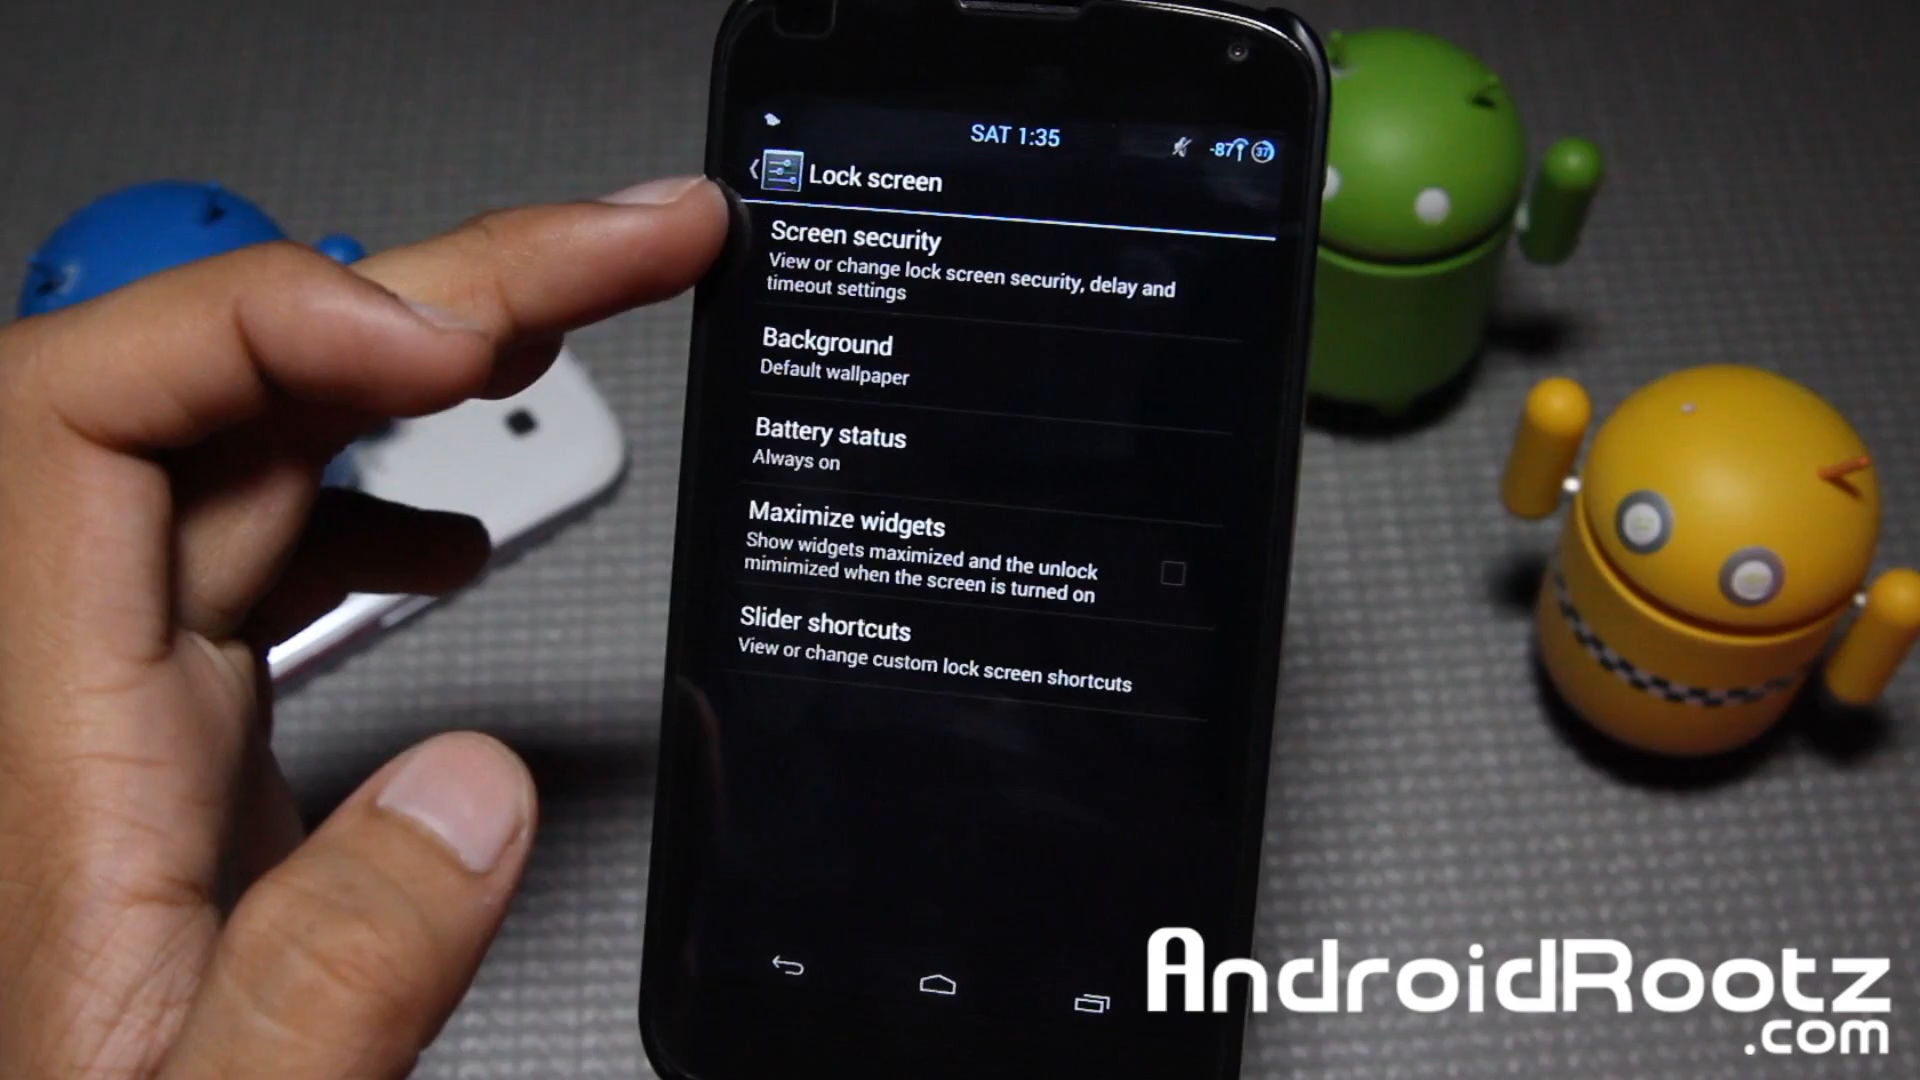 SAT 1:35
-87
37
Lock screen
Screen security
View or change lock screen security, delay and
timeout settings
Background
Default wallpaper
Battery status
Always on
Maximize widgets
Show widgets maximized and the unlock
mimimized when the screen is turned on
Slider shortcuts
View or change custom lock screen shortcuts
AndroidRootz
.com